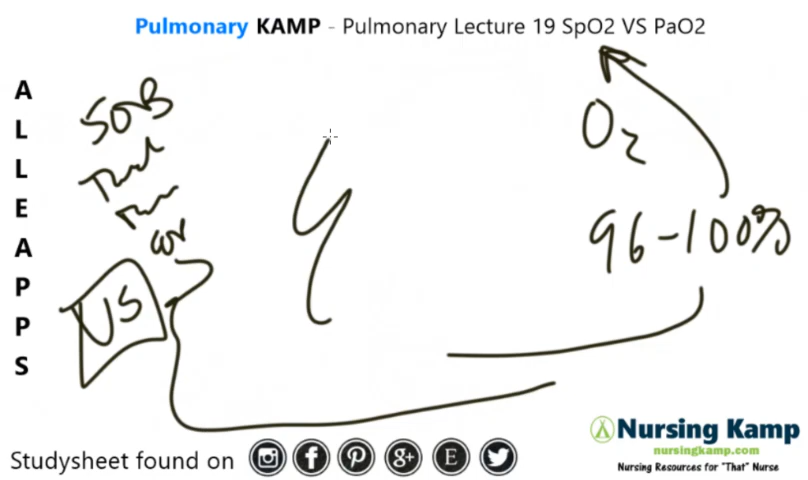 Pulmonary KAMP - Pulmonary Lecture 19 SpO2 VS PaO2
A
L
L
E
A
P
P
S
SOB
O2
96-100%
VS
Nursing Kamp
nursingkamp.com
Nursing Resources for "That" Nurse
Studysheet found on
g+
E